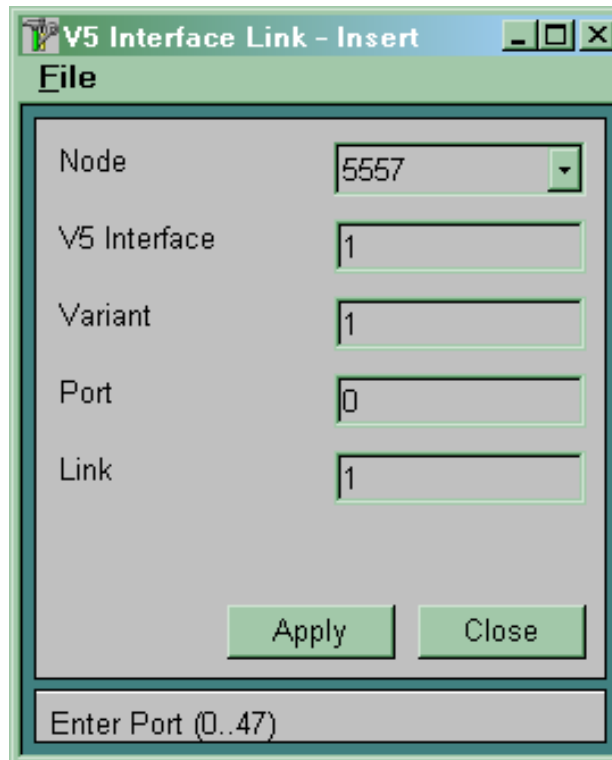 V5 Interface Link - Insert
File
Node 5557
V5 Interface 1
Variant 1
Port 0
Link 1
Apply Close
Enter Port (0..47)